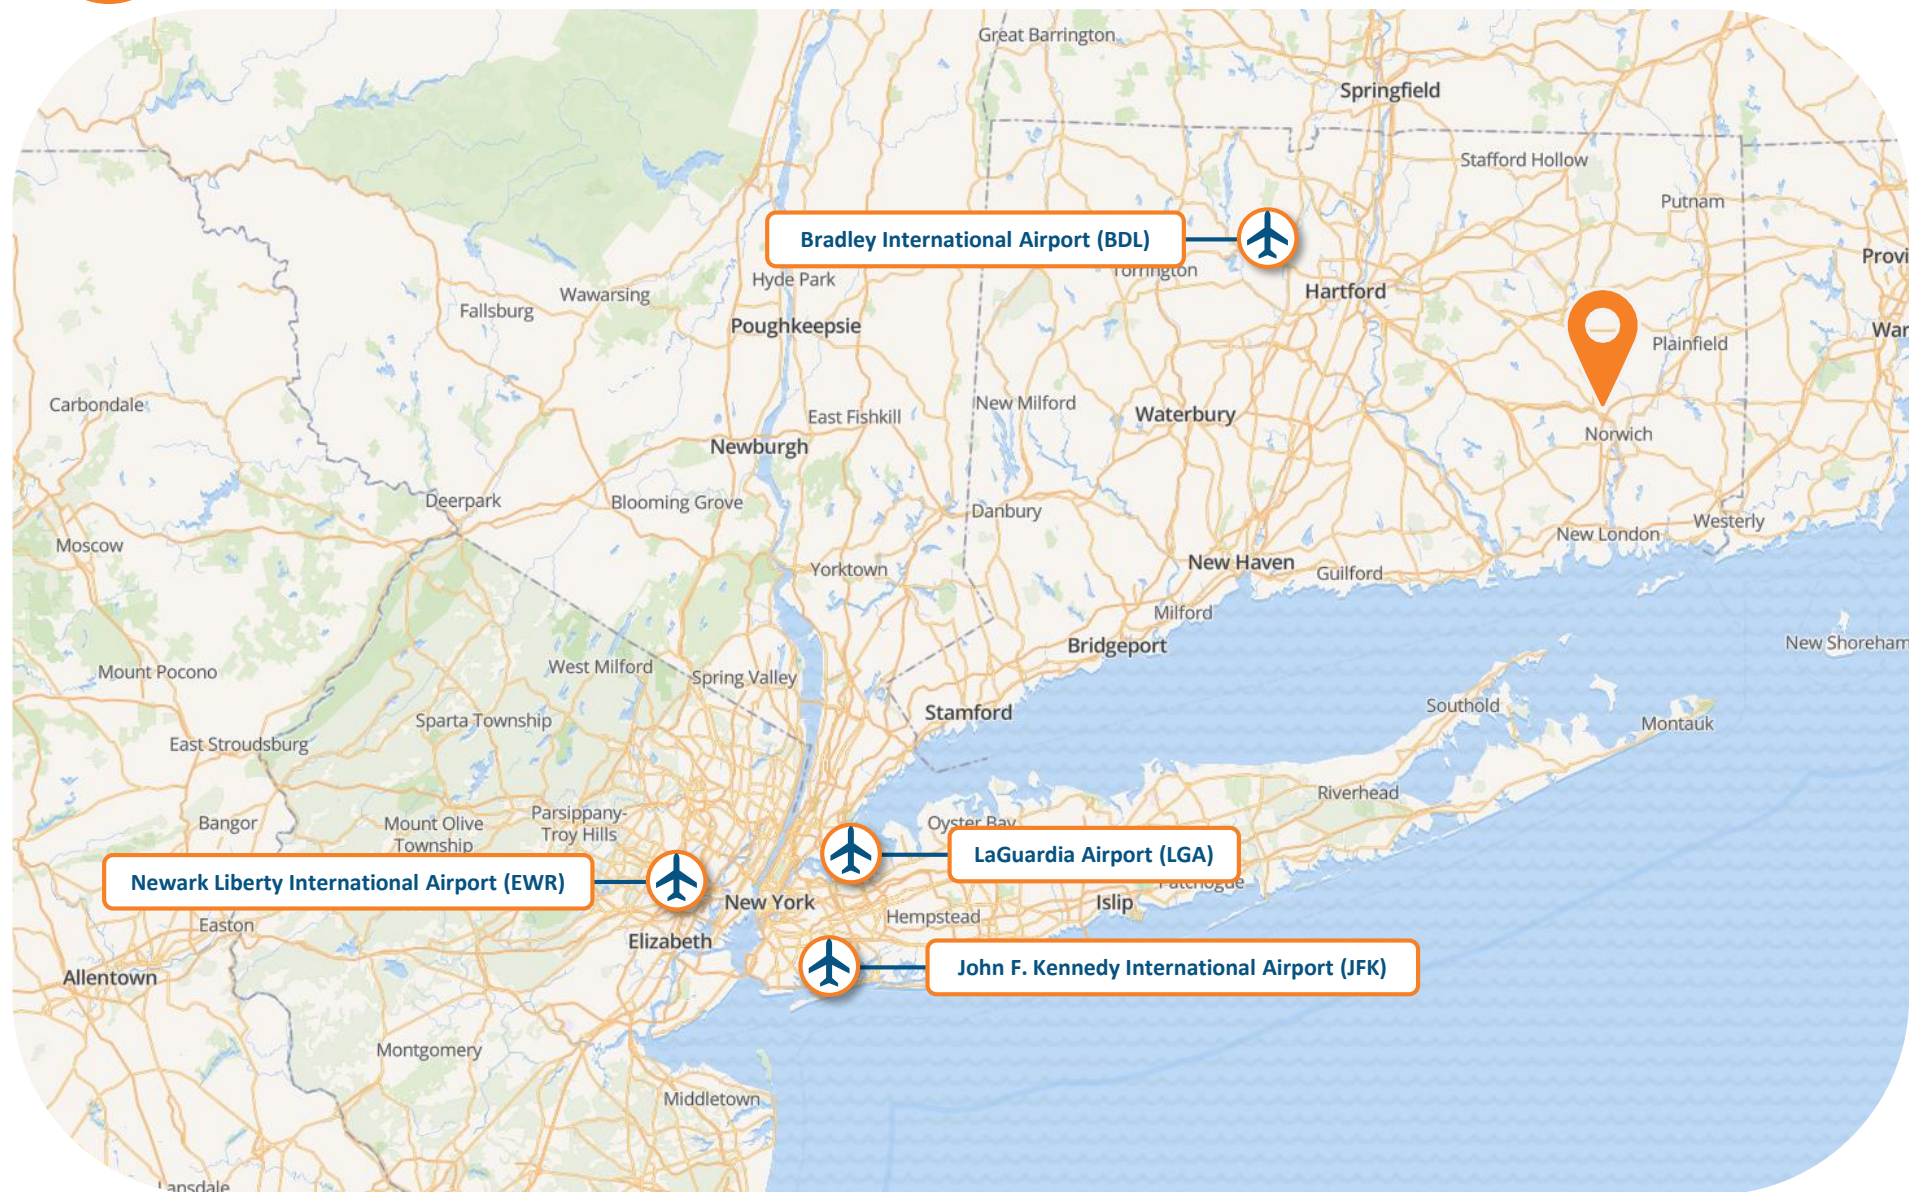 Great Barrington
Springfield
Stafford Hollow
Putnam
Bradley International Airport (BDL)
Torrington
Hyde Park
Wawarsing
Fallsburg
Hartford
Poughkeepsie
Plainfield
Carbondale
New Milford
East Fishkill
Waterbury
Norwich
Newburgh
Deerpark
Blooming Grove
Danbury
Westerly
New London
Moscow
Yorktown
New Haven
Guilford
Milford
Bridgeport
New Shoreham
Mount Pocono
West Milford
Spring Valley
Southold
Stamford
Sparta Township
Montauk
East Stroudsburg
Riverhead
Bangor
Mount Olive
Township
Parsippany-
Troy Hills
Oyster Bay
LaGuardia Airport (LGA)
Newark Liberty International Airport (EWR)
Patchogue
New York
Islip
Hempstead
Easton
Elizabeth
John F. Kennedy International Airport (JFK)
Allentown
Montgomery
Middletown
Lansdale
Provi
War